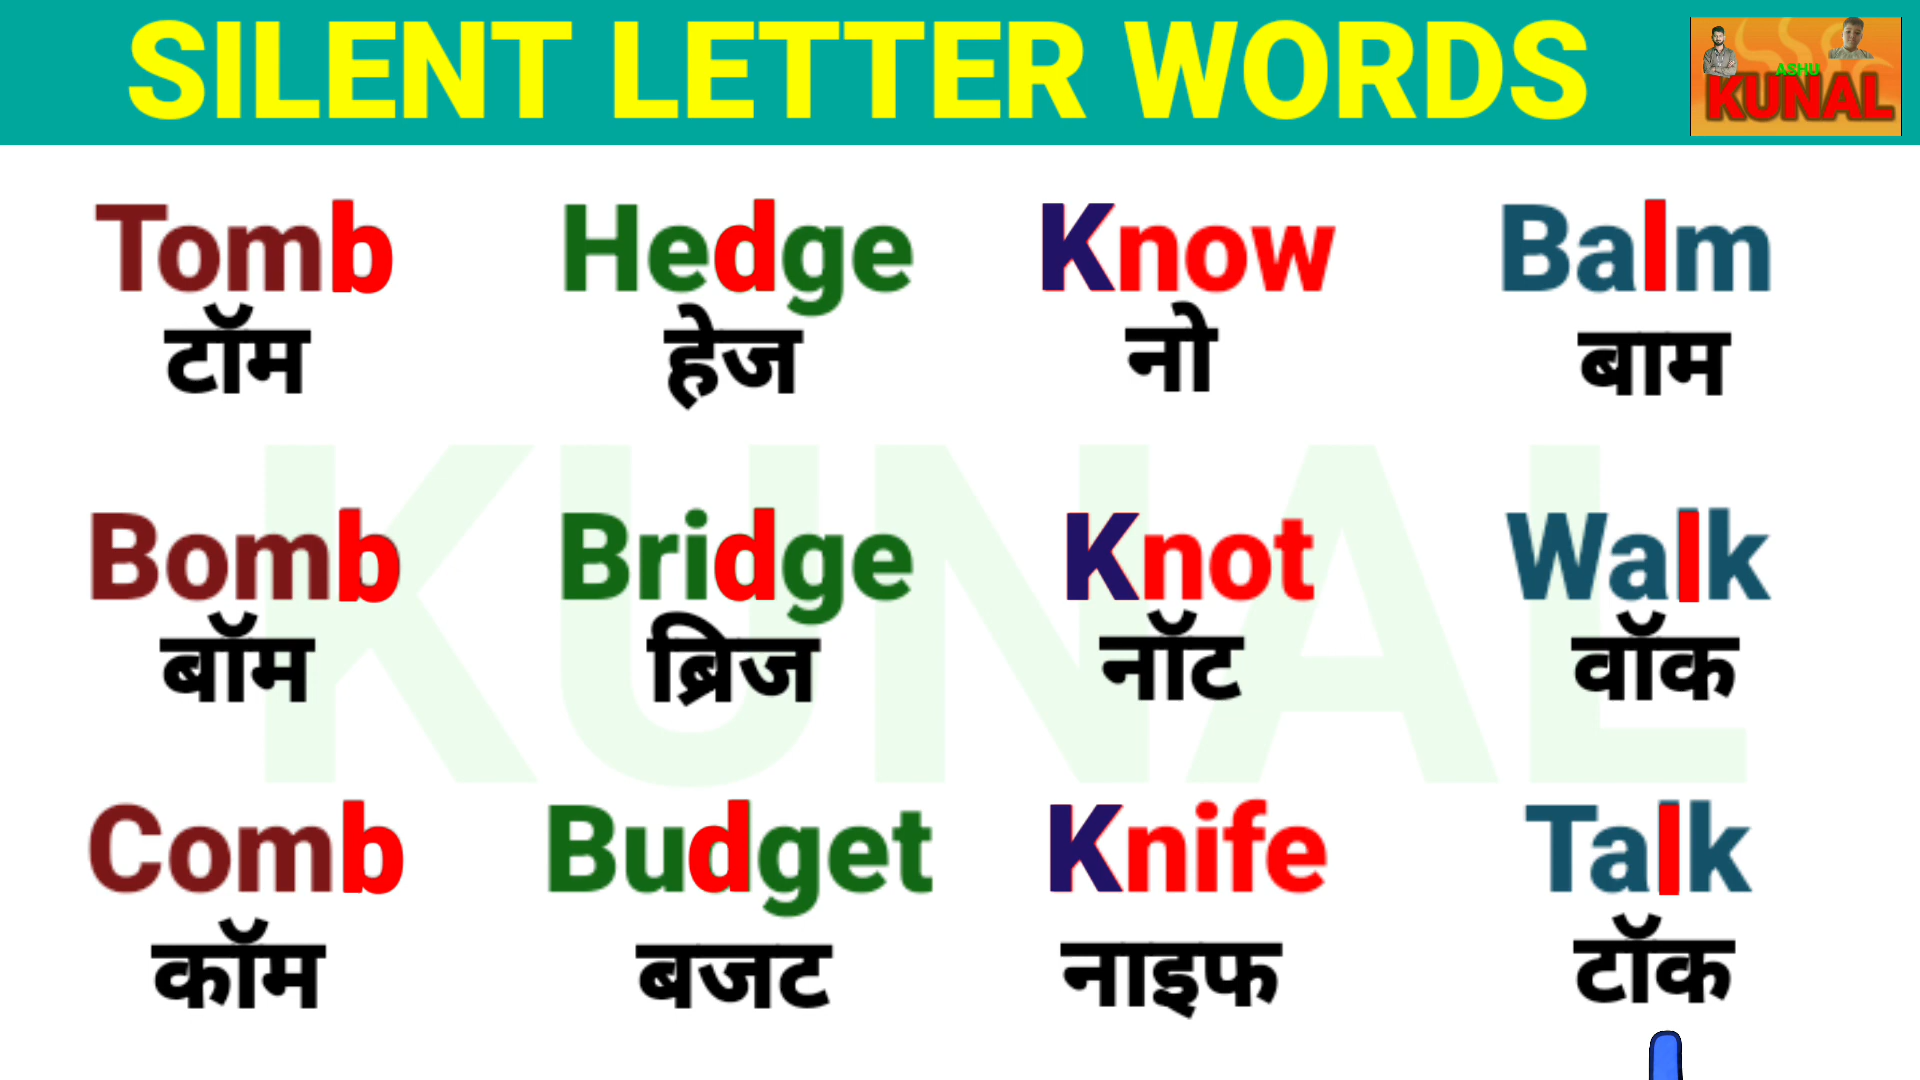 SILENT LETTER WORDS
ASHU
KUNAL
Tomb Hedge Know Balm
टॉम हेज नो बाम
Bomb Bridge Knot Walk
बॉम ब्रिज नॉट वॉक
Comb Budget Knife Talk
कॉम बजट नाइफ टॉक
KUNAL